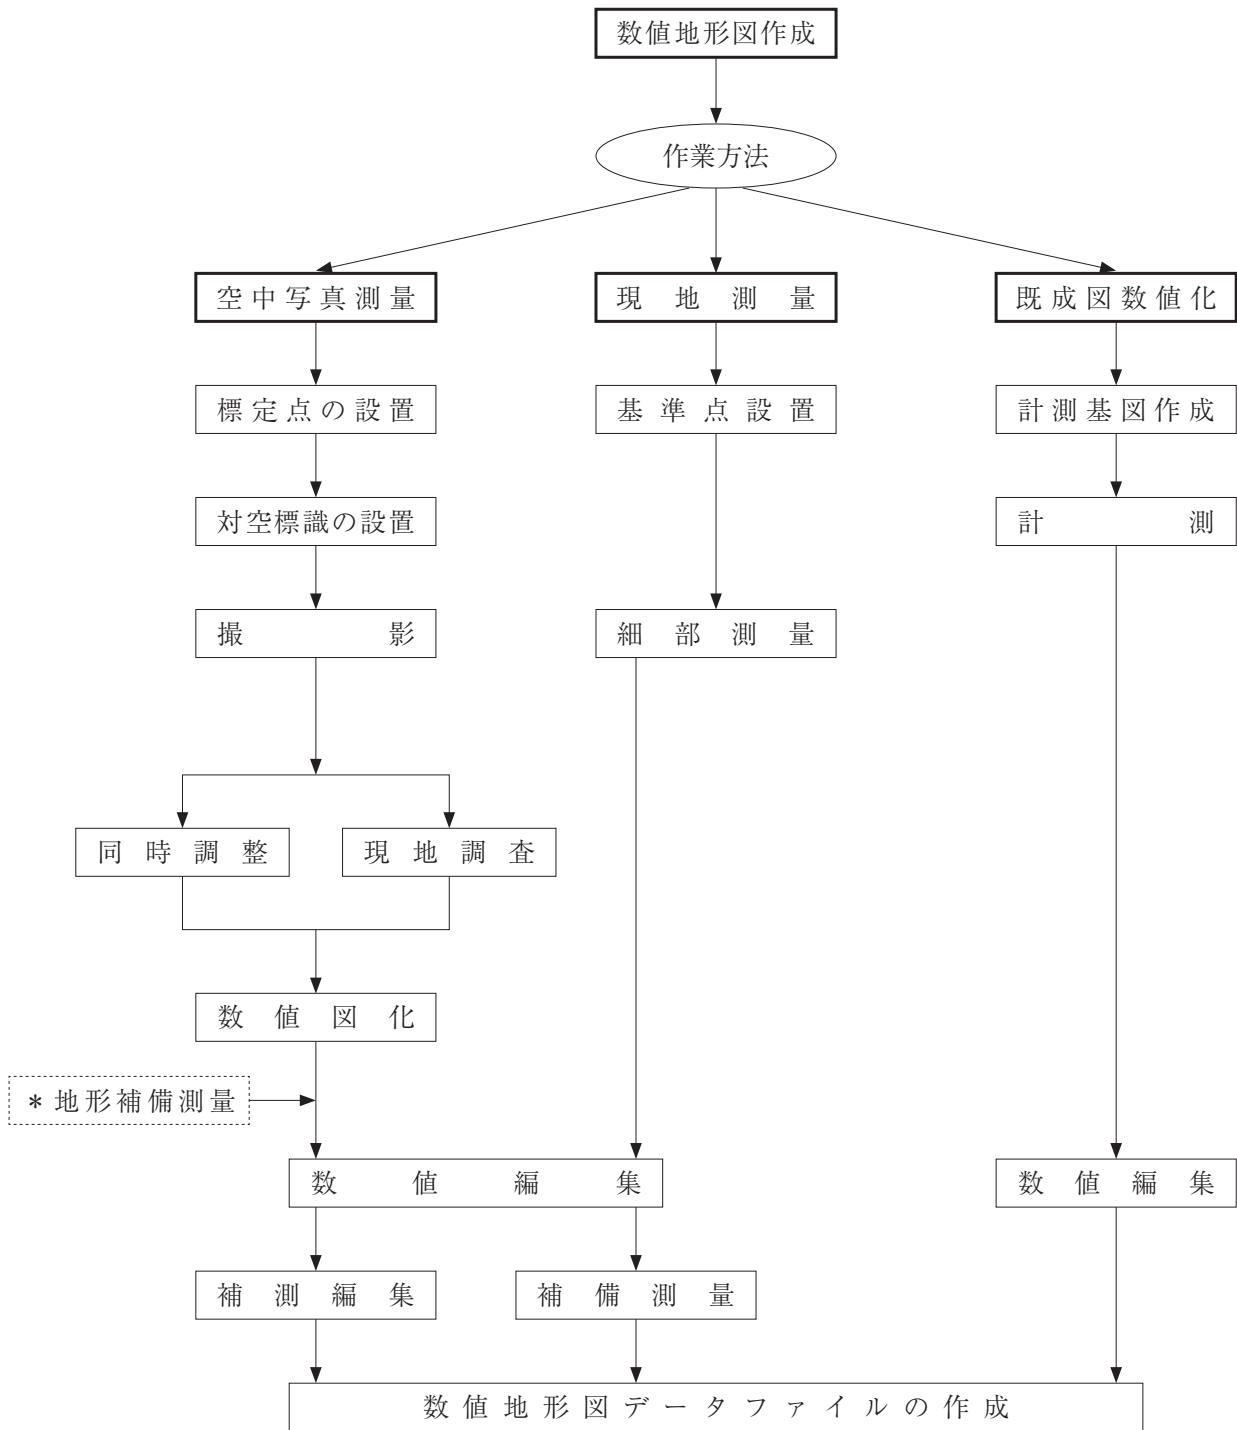 数値地形図作成
作業方法
空中写真測量
現地測量
既成図数値化
標定点の設置
基準点設置
計測基図作成
対空標識の設置
計測
撮影
細部測量
同時調整
現地調査
数値図化
＊地形補備測量
数値編集
数値編集
補測編集
補備測量
数値地形図データファイルの作成